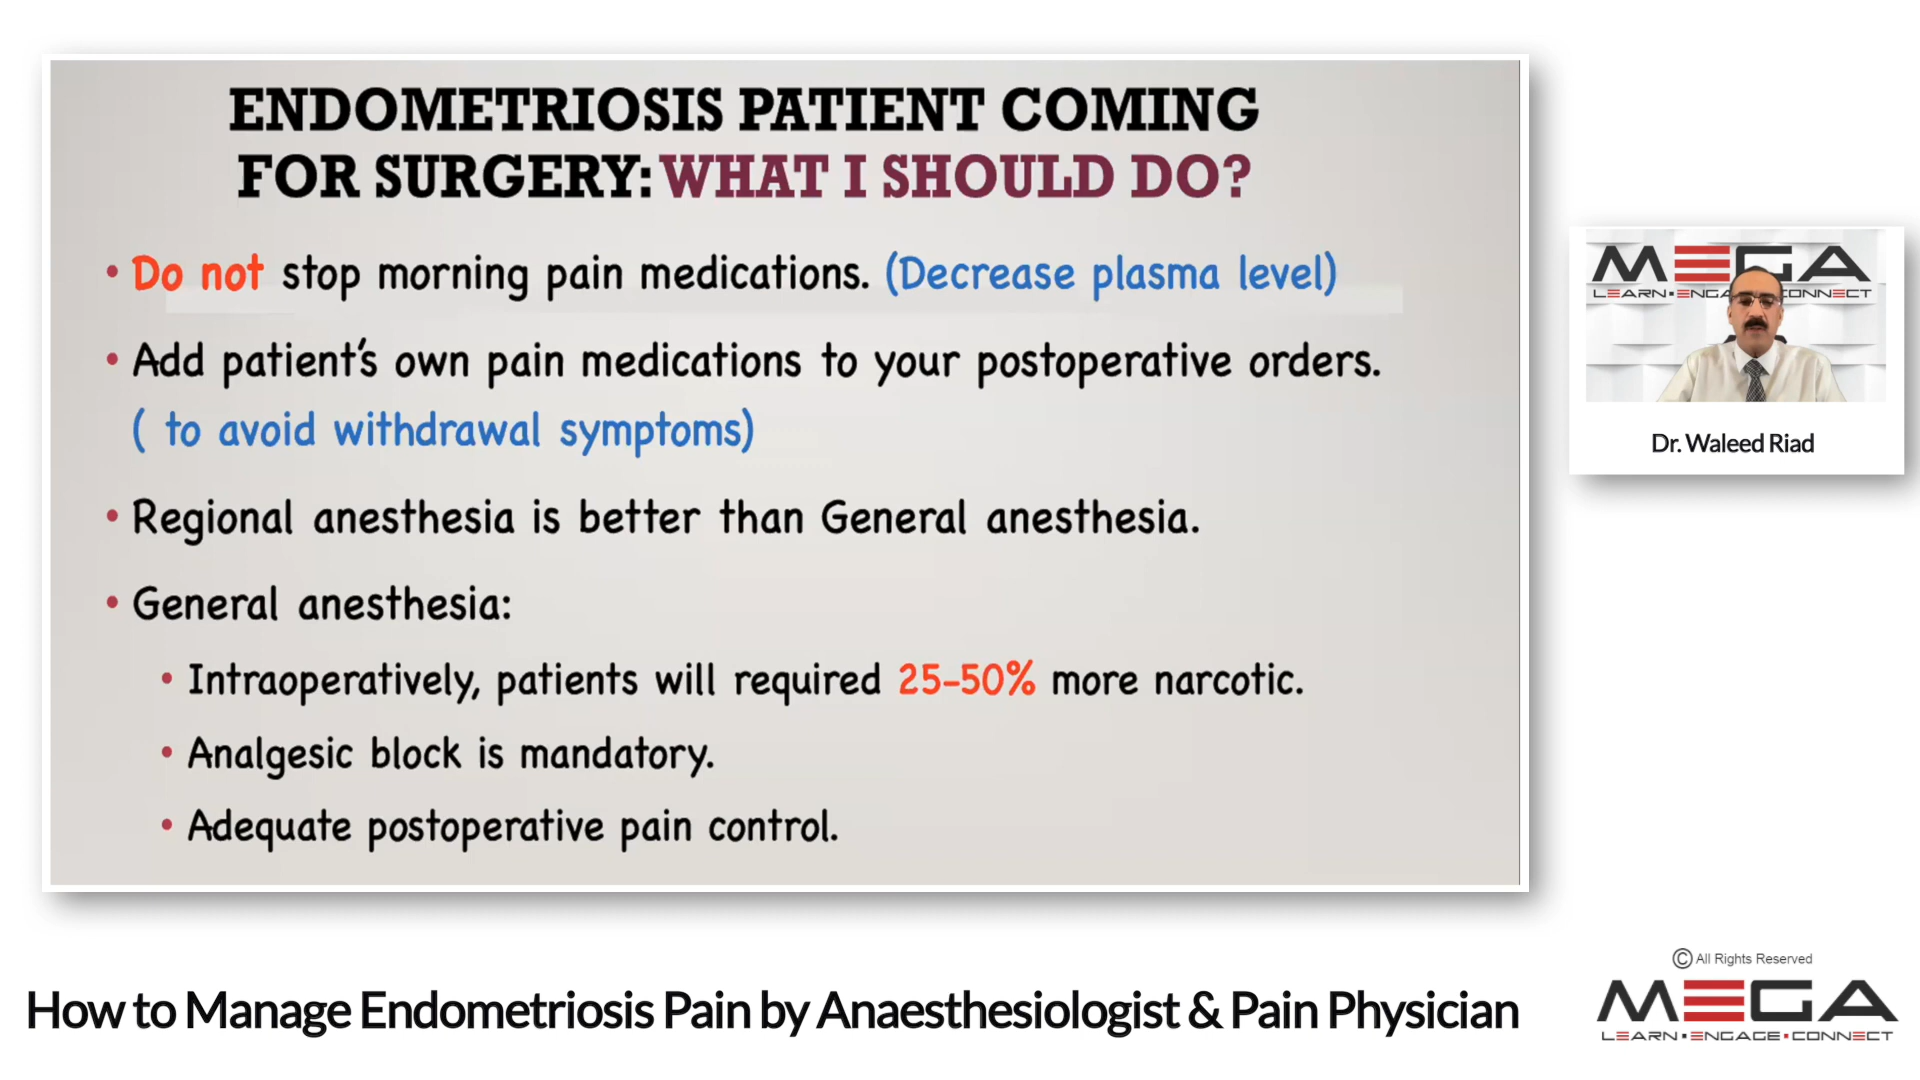 ENDOMETRIOSIS PATIENT COMING
FOR SURGERY: WHAT I SHOULD DO?
• Do not stop morning pain medications. (Decrease plasma level)
• Add patient's own pain medications to your postoperative orders.
( to avoid withdrawal symptoms)
• Regional anesthesia is better than General anesthesia.
• General anesthesia:
• Intraoperatively, patients will required 25-50% more narcotic.
• Analgesic block is mandatory.
• Adequate postoperative pain control.
MEGA
Dr. Waleed Riad
How to Manage Endometriosis Pain by Anaesthesiologist & Pain Physician
© All Rights Reserved
MEGA
LEARN▪ENGAGE▪CONNECT